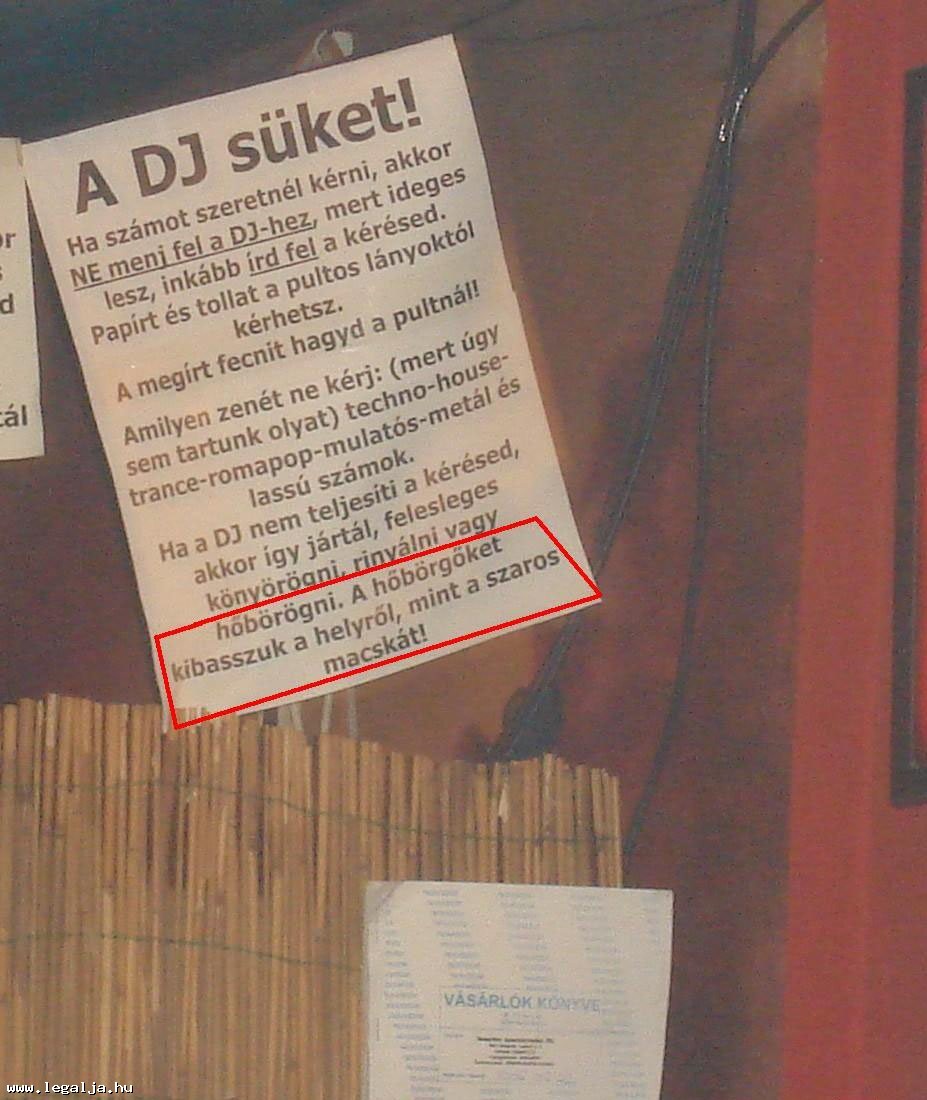 A DJ süket!
Ha számot szeretnél kérni, akkor
NE menj fel a DJ-hez, mert ideges
lesz, inkább írd fel a kérésed.
Papírt és tollat a pultos lányoktól
kérhetsz.
A megírt fecnit hagyd a pultnál!
Amilyen zenét ne kérj: (mert úgy
sem tartunk olyat) techno-house-
trance-romapop-mulatós-metál és
lassú számok.
Ha a DJ nem teljesíti a kérésed,
akkor így jártál, felesleges
könyörögni, rinyálni vagy
hőbörögni. A hőbörgőket
kibasszuk a helyről, mint a szaros
macskát!
VÁSÁRLÓK KÖNYVE
www.legalja.hu